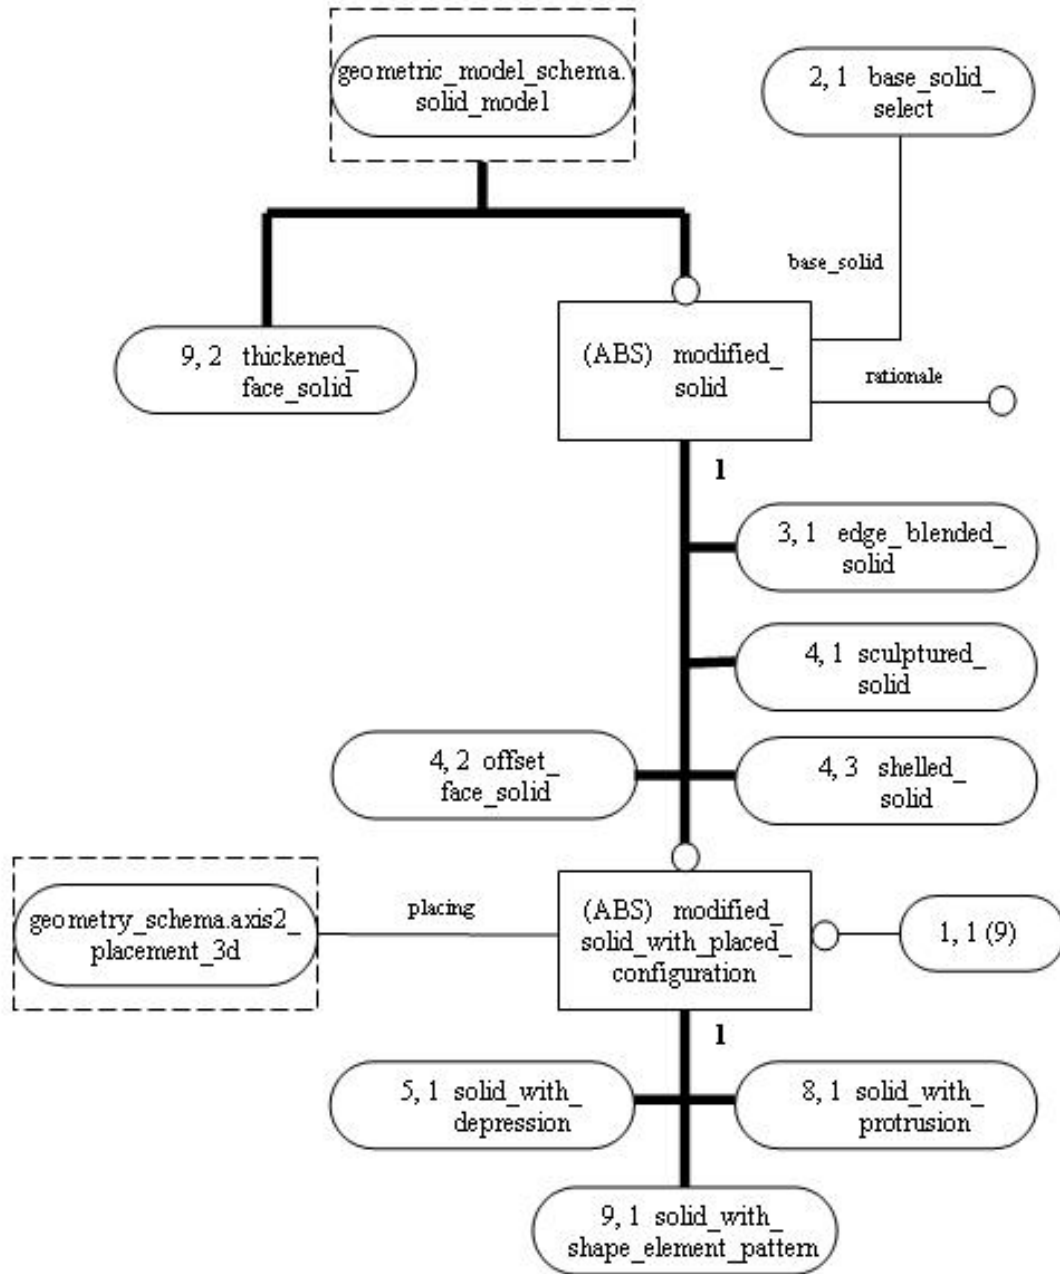 geometric_model_schema.
solid_model
2, 1 base_solid_
select
base_solid
9, 2 thickened_
face_solid
(ABS) modified_
solid
rationale
1
3, 1 edge_blended_
solid
4, 1 sculptured_
solid
4, 2 offset_
face_solid
4, 3 shelled_
solid
geometry_schema.axis2_
placement_3d
placing
(ABS) modified_
solid_with_placed_
configuration
1, 1 (9)
1
5, 1 solid_with_
depression
8, 1 solid_with_
protrusion
9, 1 solid_with_
shape_element_pattern